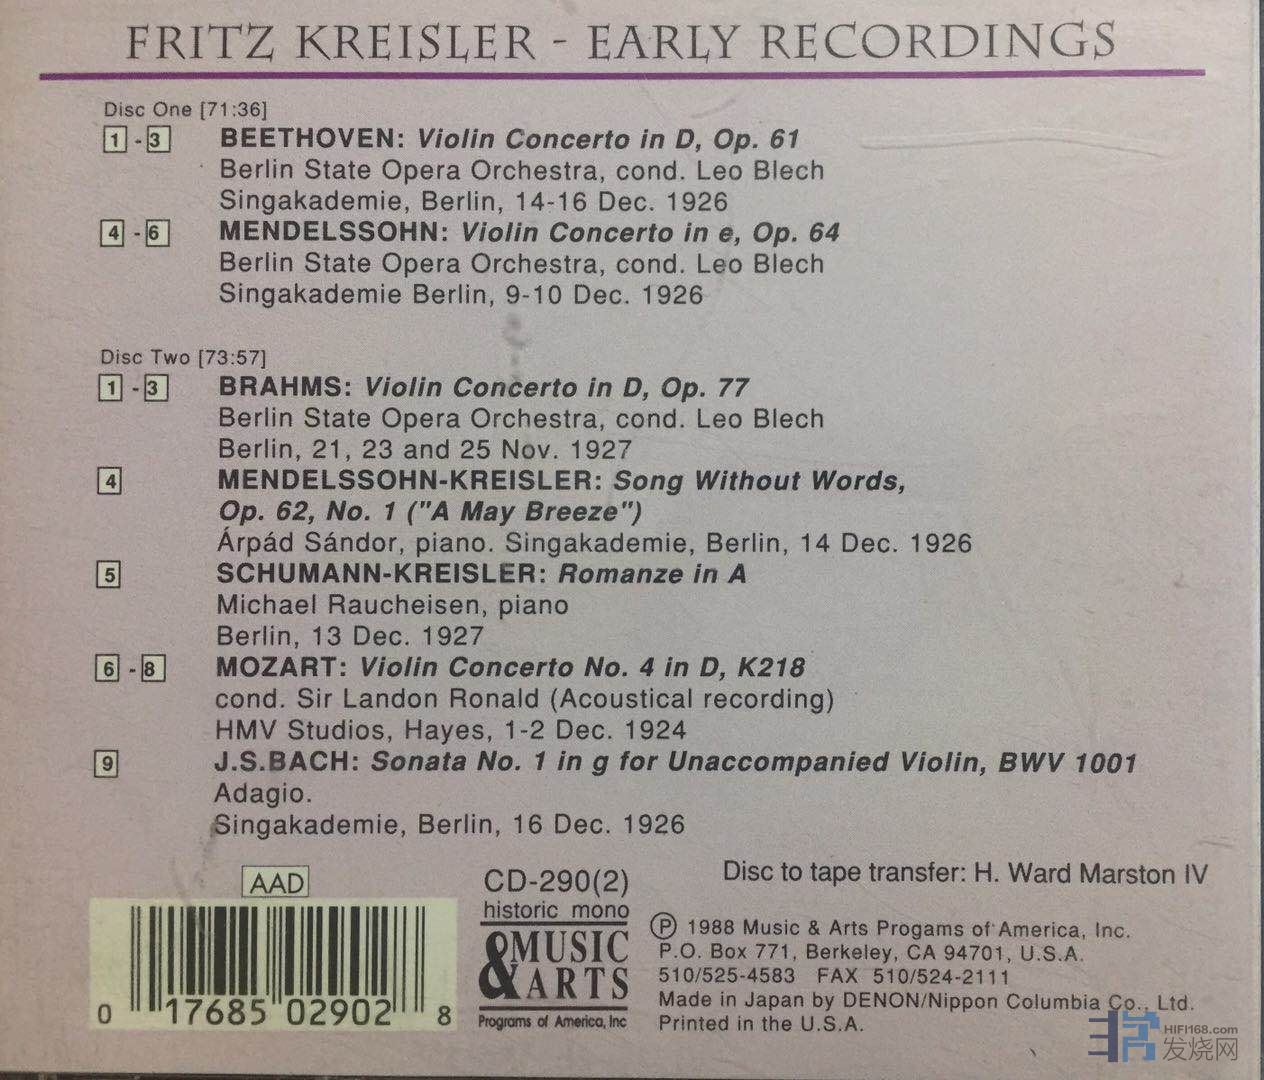 FRITZ KREISLER - EARLY RECORDINGS
Disc One [71:36]
1 - 3 BEETHOVEN: Violin Concerto in D, Op. 61
Berlin State Opera Orchestra, cond. Leo Blech
Singakademie, Berlin, 14-16 Dec. 1926
4 - 6 MENDELSSOHN: Violin Concerto in e, Op. 64
Berlin State Opera Orchestra, cond. Leo Blech
Singakademie Berlin, 9-10 Dec. 1926
Disc Two [73:57]
1 - 3 BRAHMS: Violin Concerto in D, Op. 77
Berlin State Opera Orchestra, cond. Leo Blech
Berlin, 21, 23 and 25 Nov. 1927
4 MENDELSSOHN-KREISLER: Song Without Words,
Op. 62, No. 1 ("A May Breeze")
Árpád Sándor, piano. Singakademie, Berlin, 14 Dec. 1926
5 SCHUMANN-KREISLER: Romanze in A
Michael Raucheisen, piano
Berlin, 13 Dec. 1927
6 - 8 MOZART: Violin Concerto No. 4 in D, K218
cond. Sir Landon Ronald (Acoustical recording)
HMV Studios, Hayes, 1-2 Dec. 1924
9 J.S.BACH: Sonata No. 1 in g for Unaccompanied Violin, BWV 1001
Adagio.
Singakademie, Berlin, 16 Dec. 1926
Disc to tape transfer: H. Ward Marston IV
AAD
0 17685 02902 8
CD-290(2)
historic mono
MUSIC
& ARTS
Programs of America, Inc
Ⓟ 1988 Music & Arts Progams of America, Inc.
P.O. Box 771, Berkeley, CA 94701, U.S.A.
510/525-4583 FAX 510/524-2111
Made in Japan by DENON/Nippon Columbia Co., Ltd.
Printed in the U.S.A.
HIFI168.com
发烧网